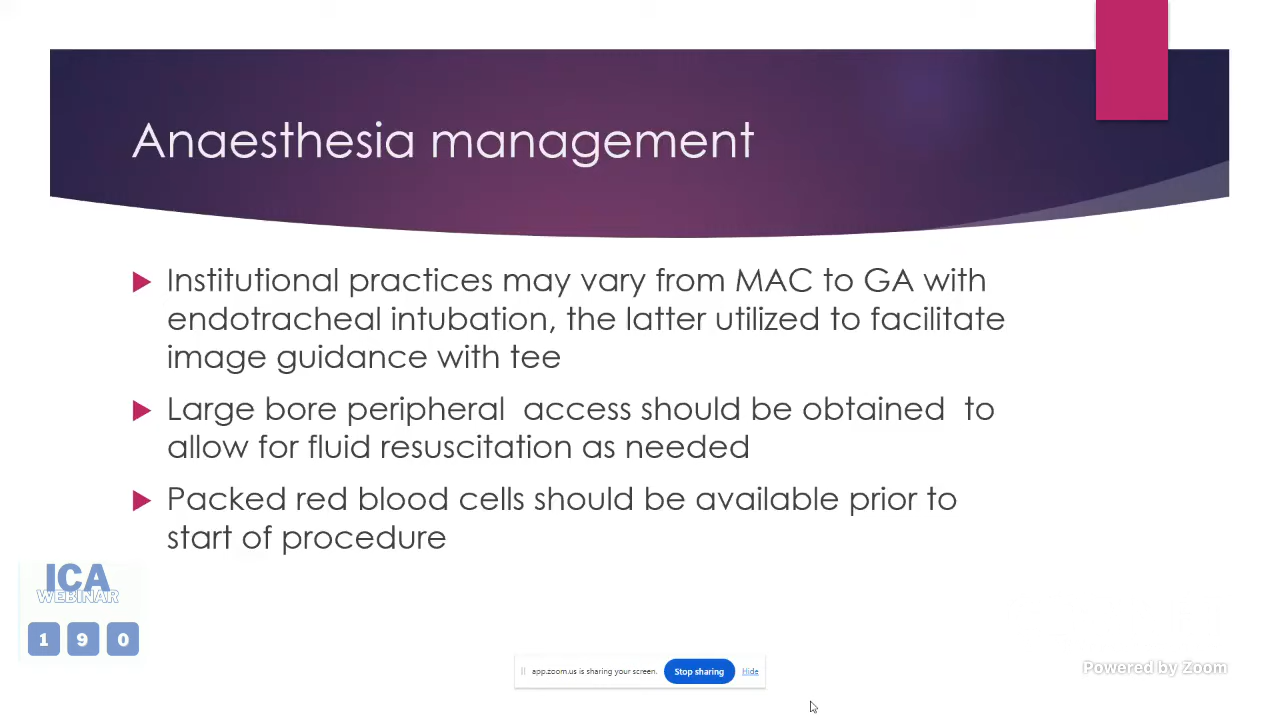 Anaesthesia management
Institutional practices may vary from MAC to GA with
endotracheal intubation, the latter utilized to facilitate
image guidance with tee
Large bore peripheral access should be obtained to
allow for fluid resuscitation as needed
Packed red blood cells should be available prior to
start of procedure
ICA
WEBINAR
1 9 0
app.zoom.us is sharing your screen. Stop sharing Hide
Powered by Zoom